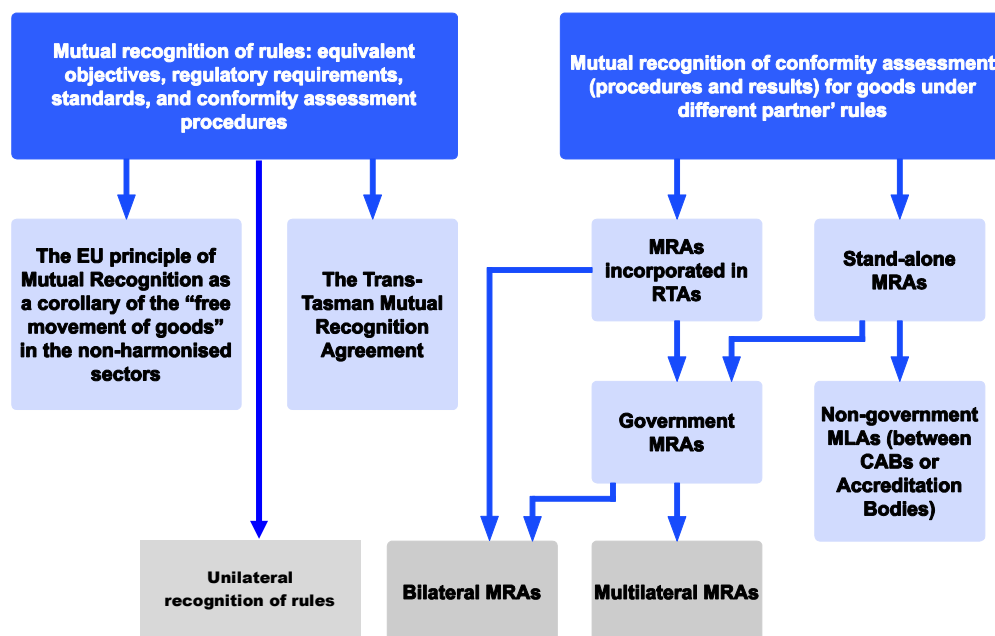 Mutual recognition of rules: equivalent
objectives, regulatory requirements,
standards, and conformity assessment
procedures
Mutual recognition of conformity assessment
(procedures and results) for goods under
different partner’ rules
The EU principle of
Mutual Recognition as
a corollary of the “free
movement of goods”
in the non-harmonised
sectors
The Trans-
Tasman Mutual
Recognition
Agreement
MRAs
incorporated in
RTAs
Stand-alone
MRAs
Government
MRAs
Non-government
MLAs (between
CABs or
Accreditation
Bodies)
Unilateral
recognition of rules
Bilateral MRAs
Multilateral MRAs